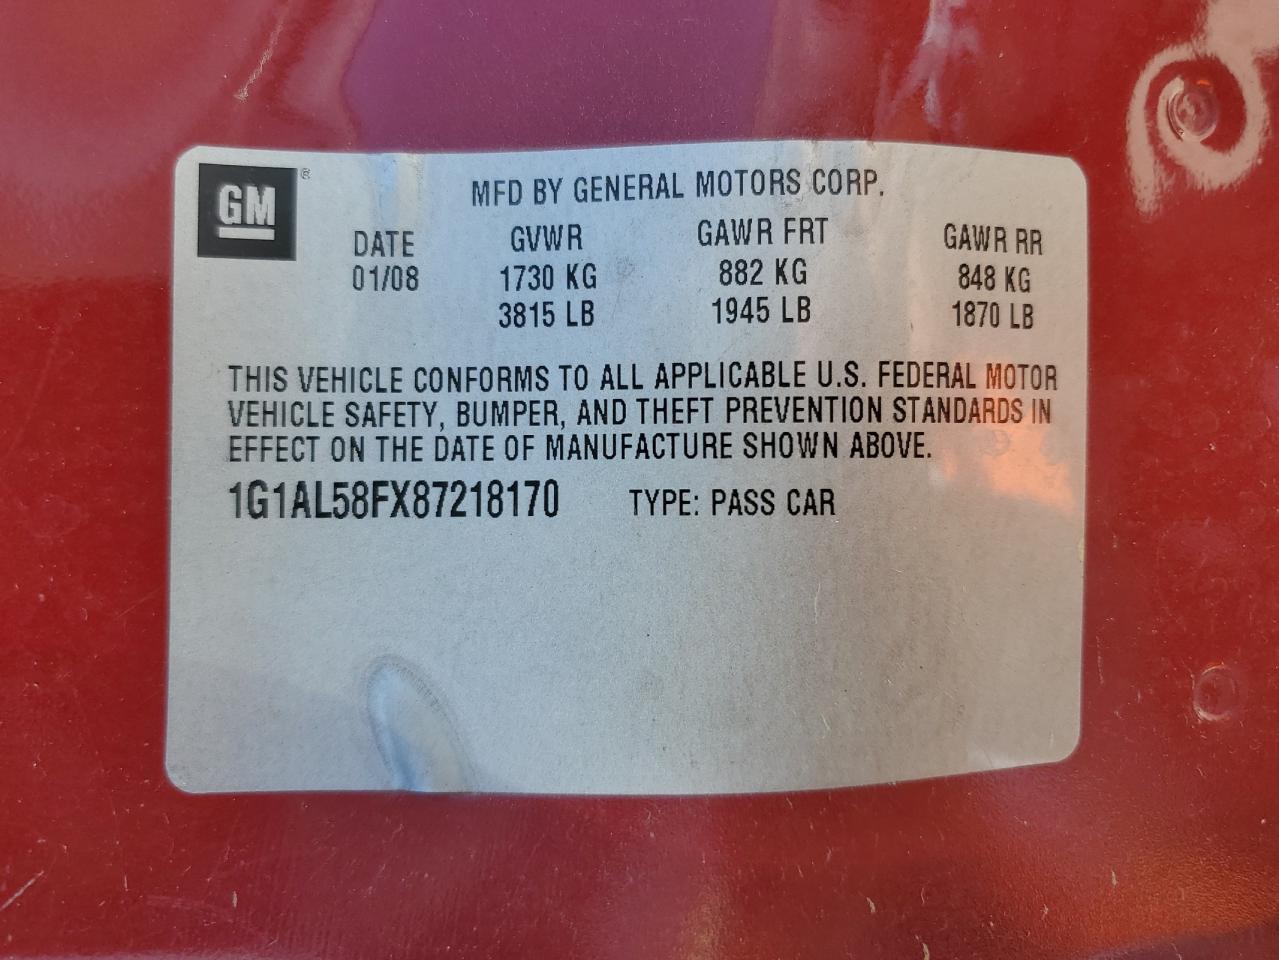 GM®
MFD BY GENERAL MOTORS CORP.
DATE GVWR GAWR FRT GAWR RR
01/08 1730 KG 882 KG 848 KG
3815 LB 1945 LB 1870 LB
THIS VEHICLE CONFORMS TO ALL APPLICABLE U.S. FEDERAL MOTOR
VEHICLE SAFETY, BUMPER, AND THEFT PREVENTION STANDARDS IN
EFFECT ON THE DATE OF MANUFACTURE SHOWN ABOVE.
1G1AL58FX87218170 TYPE: PASS CAR